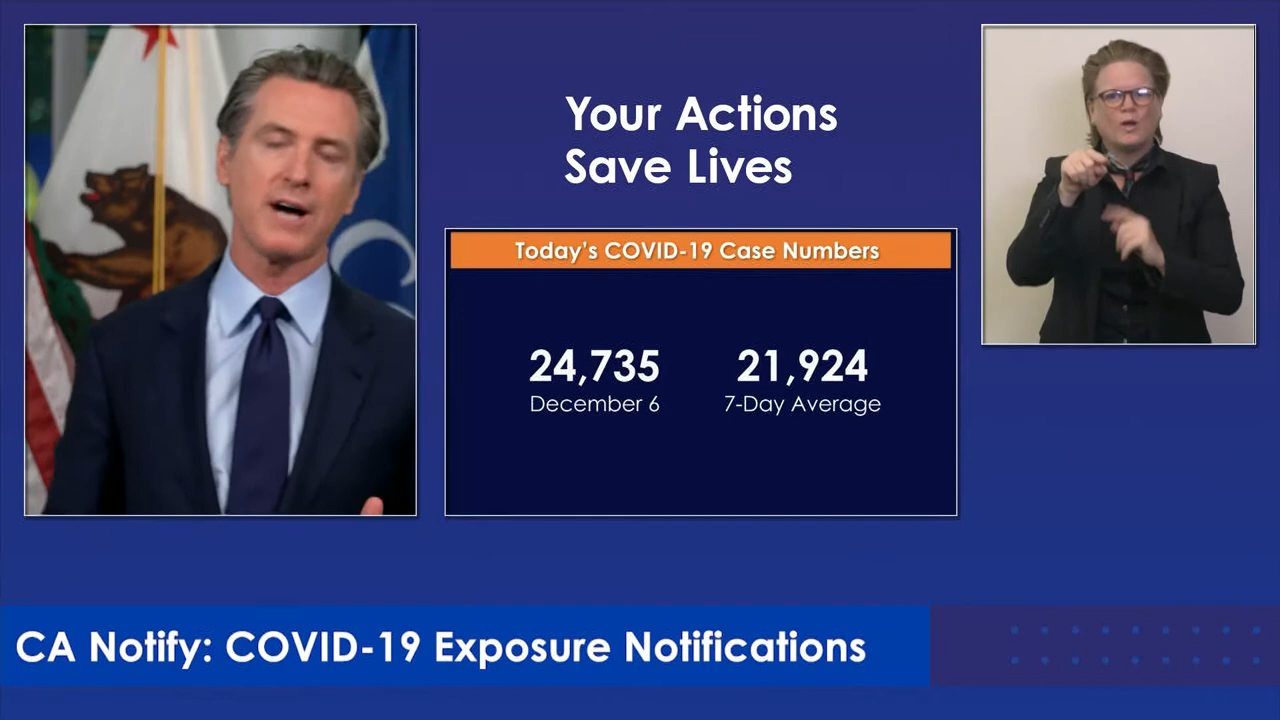 Your Actions
Save Lives
Today's COVID-19 Case Numbers
24,735
December 6
21,924
7-Day Average
CA Notify: COVID-19 Exposure Notifications